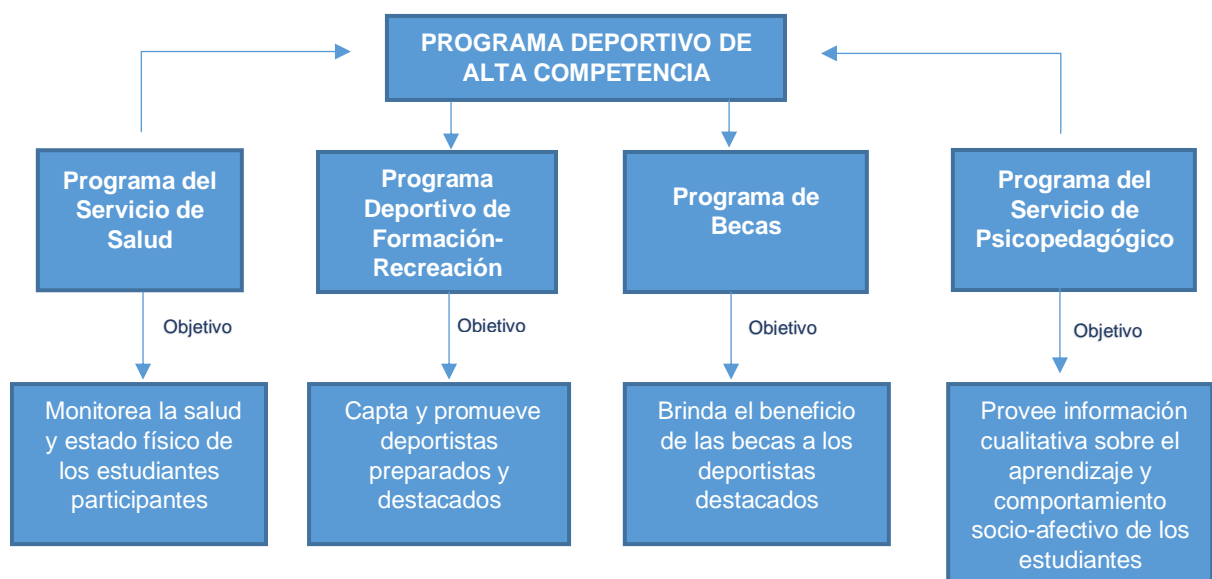 PROGRAMA DEPORTIVO DE
ALTA COMPETENCIA
Programa del
Servicio de
Salud
Programa
Deportivo de
Formación-
Recreación
Programa de
Becas
Programa del
Servicio de
Psicopedagógico
Objetivo
Objetivo
Objetivo
Objetivo
Monitorea la salud
y estado físico de
los estudiantes
participantes
Capta y promueve
deportistas
preparados y
destacados
Brinda el beneficio
de las becas a los
deportistas
destacados
Provee información
cualitativa sobre el
aprendizaje y
comportamiento
socio-afectivo de los
estudiantes